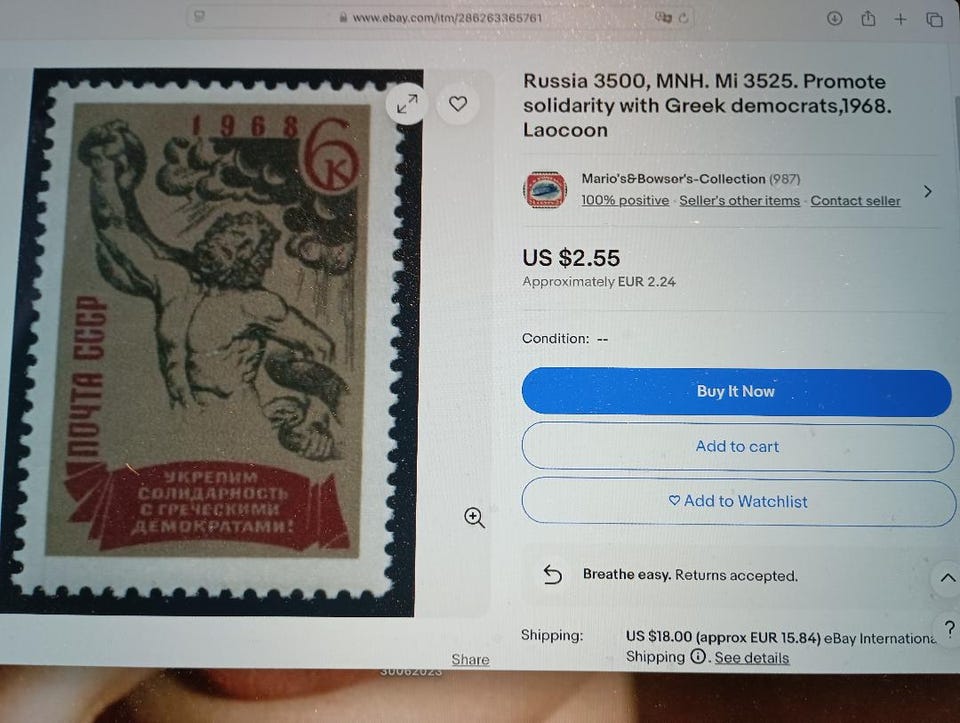 www.ebay.com/itm/286263365761
1968
6
К
ПОЧТА СССР
УКРЕПИМ
СОЛИДАРНОСТЬ
С ГРЕЧЕСКИМИ
ДЕМОКРАТАМИ!
Share
Russia 3500, MNH. Mi 3525. Promote
solidarity with Greek democrats,1968.
Laocoon
Mario's&Bowsor's-Collection (987)
100% positive · Seller's other items · Contact seller
US $2.55
Approximately EUR 2.24
Condition: --
Buy It Now
Add to cart
Add to Watchlist
Breathe easy. Returns accepted.
?
Shipping: US $18.00 (approx EUR 15.84) eBay Internationa
Shipping. See details
30062023